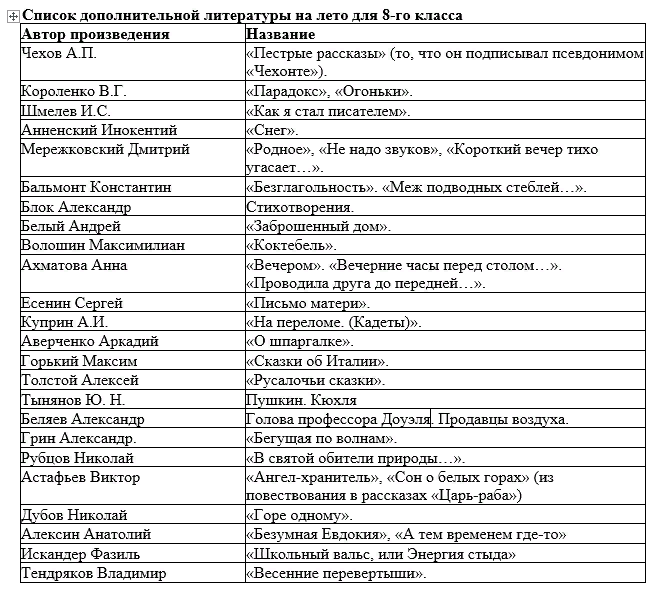 Список дополнительной литературы на лето для 8-го класса
Автор произведения Название
Чехов А.П. «Пестрые рассказы» (то, что он подписывал псевдонимом
«Чехонте»).
Короленко В.Г. «Парадокс», «Огоньки».
Шмелев И.С. «Как я стал писателем».
Анненский Инокентий «Снег».
Мережковский Дмитрий «Родное», «Не надо звуков», «Короткий вечер тихо
угасает…».
Бальмонт Константин «Безглагольность». «Меж подводных стеблей…».
Блок Александр Стихотворения.
Белый Андрей «Заброшенный дом».
Волошин Максимилиан «Коктебель».
Ахматова Анна «Вечером». «Вечерние часы перед столом…».
«Проводила друга до передней…».
Есенин Сергей «Письмо матери».
Куприн А.И. «На переломе. (Кадеты)».
Аверченко Аркадий «О шпаргалке».
Горький Максим «Сказки об Италии».
Толстой Алексей «Русалочьи сказки».
Тынянов Ю. Н. Пушкин. Кюхля
Беляев Александр Голова профессора Доуэля. Продавцы воздуха.
Грин Александр. «Бегущая по волнам».
Рубцов Николай «В святой обители природы…».
Астафьев Виктор «Ангел-хранитель», «Сон о белых горах» (из
повествования в рассказах «Царь-раба»)
Дубов Николай «Горе одному».
Алексин Анатолий «Безумная Евдокия», «А тем временем где-то»
Искандер Фазиль «Школьный вальс, или Энергия стыда»
Тендряков Владимир «Весенние перевертыши».